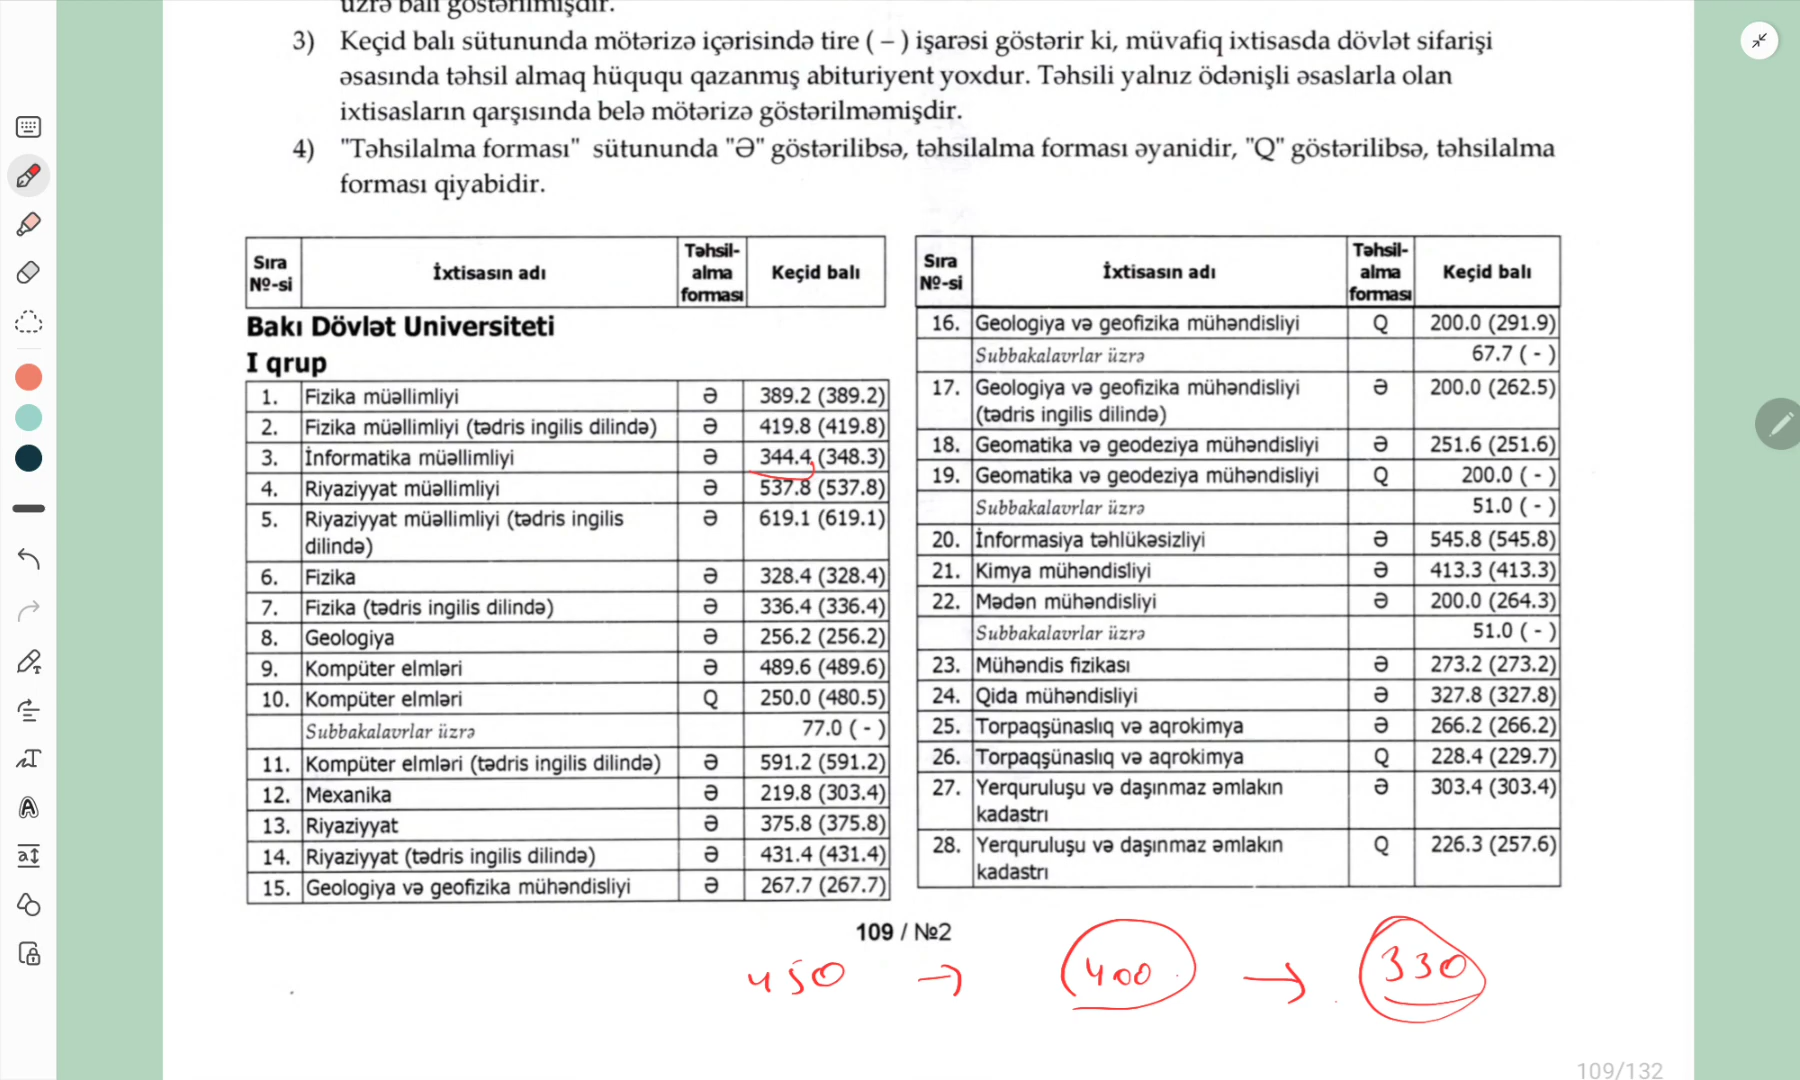 üzrə balı göstərilmişdir.
3) Keçid balı sütununda mötərizə içərisində tire ( – ) işarəsi göstərir ki, müvafiq ixtisasda dövlət sifarişi
əsasında təhsil almaq hüququ qazanmış abituriyent yoxdur. Təhsili yalnız ödənişli əsaslarla olan
ixtisasların qarşısında belə mötərizə göstərilməmişdir.
4) "Təhsilalma forması" sütununda "Ə" göstərilibsə, təhsilalma forması əyanidir, "Q" göstərilibsə, təhsilalma
forması qiyabidir.
Sıra №-si İxtisasın adı Təhsil-alma forması Keçid balı
Bakı Dövlət Universiteti
I qrup
1. Fizika müəllimliyi Ə 389.2 (389.2)
2. Fizika müəllimliyi (tədris ingilis dilində) Ə 419.8 (419.8)
3. İnformatika müəllimliyi Ə 344.4 (348.3)
4. Riyaziyyat müəllimliyi Ə 537.8 (537.8)
5. Riyaziyyat müəllimliyi (tədris ingilis Ə 619.1 (619.1)
dilində)
6. Fizika Ə 328.4 (328.4)
7. Fizika (tədris ingilis dilində) Ə 336.4 (336.4)
8. Geologiya Ə 256.2 (256.2)
9. Kompüter elmləri Ə 489.6 (489.6)
10. Kompüter elmləri Q 250.0 (480.5)
Subbakalavrlar üzrə 77.0 ( - )
11. Kompüter elmləri (tədris ingilis dilində) Ə 591.2 (591.2)
12. Mexanika Ə 219.8 (303.4)
13. Riyaziyyat Ə 375.8 (375.8)
14. Riyaziyyat (tədris ingilis dilində) Ə 431.4 (431.4)
15. Geologiya və geofizika mühəndisliyi Ə 267.7 (267.7)
Sıra №-si İxtisasın adı Təhsil-alma forması Keçid balı
16. Geologiya və geofizika mühəndisliyi Q 200.0 (291.9)
Subbakalavrlar üzrə 67.7 ( - )
17. Geologiya və geofizika mühəndisliyi Ə 200.0 (262.5)
(tədris ingilis dilində)
18. Geomatika və geodeziya mühəndisliyi Ə 251.6 (251.6)
19. Geomatika və geodeziya mühəndisliyi Q 200.0 ( - )
Subbakalavrlar üzrə 51.0 ( - )
20. İnformasiya təhlükəsizliyi Ə 545.8 (545.8)
21. Kimya mühəndisliyi Ə 413.3 (413.3)
22. Mədən mühəndisliyi Ə 200.0 (264.3)
Subbakalavrlar üzrə 51.0 ( - )
23. Mühəndis fizikası Ə 273.2 (273.2)
24. Qida mühəndisliyi Ə 327.8 (327.8)
25. Torpaqşünaslıq və aqrokimya Ə 266.2 (266.2)
26. Torpaqşünaslıq və aqrokimya Q 228.4 (229.7)
27. Yerquruluşu və daşınmaz əmlakın Ə 303.4 (303.4)
kadastrı
28. Yerquruluşu və daşınmaz əmlakın Q 226.3 (257.6)
kadastrı
109 / №2
450 → 400 → 330
109/132